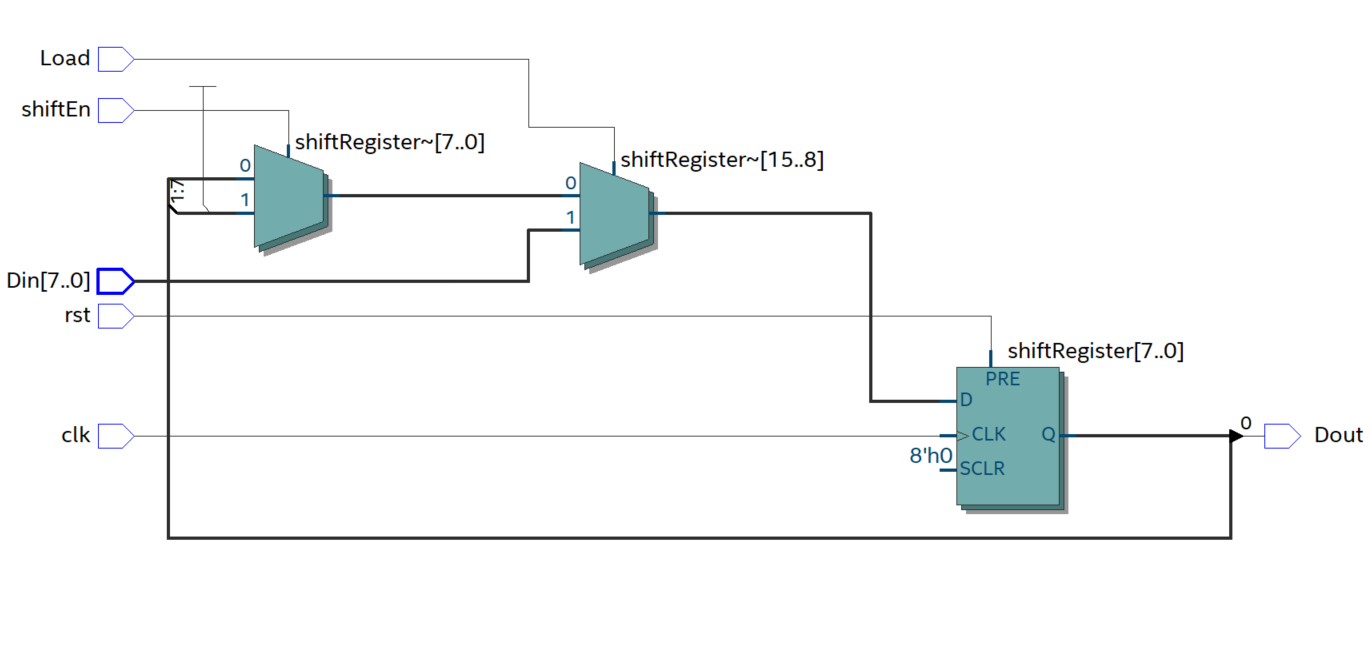 Load
shiftEn
shiftRegister~[7..0]
shiftRegister~[15..8]
0
1
1:7
0
1
Din[7..0]
rst
shiftRegister[7..0]
PRE
D
clk
CLK
Q
0
Dout
8'h0
SCLR